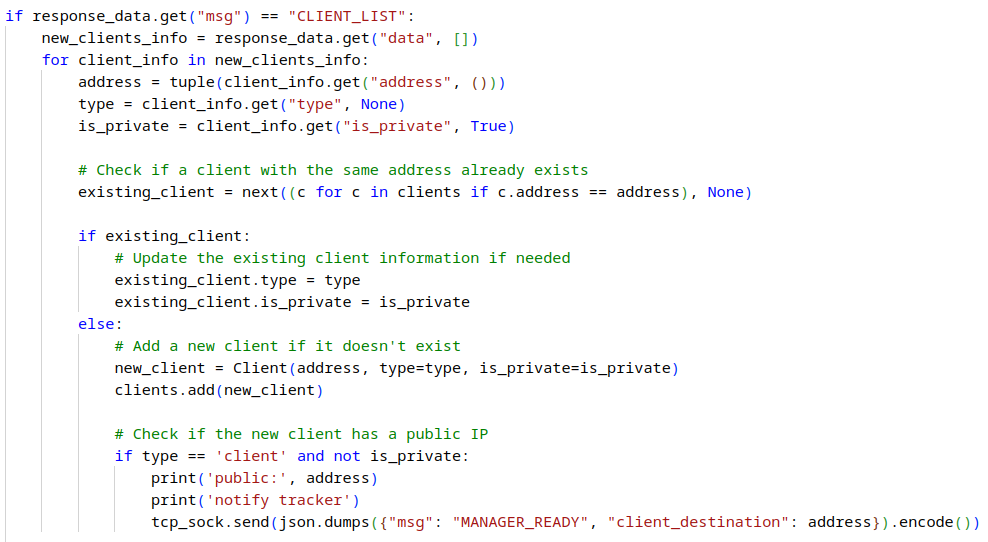 if response_data.get("msg") == "CLIENT_LIST":
    new_clients_info = response_data.get("data", [])
    for client_info in new_clients_info:
        address = tuple(client_info.get("address", ()))
        type = client_info.get("type", None)
        is_private = client_info.get("is_private", True)

        # Check if a client with the same address already exists
        existing_client = next((c for c in clients if c.address == address), None)

        if existing_client:
            # Update the existing client information if needed
            existing_client.type = type
            existing_client.is_private = is_private
        else:
            # Add a new client if it doesn't exist
            new_client = Client(address, type=type, is_private=is_private)
            clients.add(new_client)

            # Check if the new client has a public IP
            if type == 'client' and not is_private:
                print('public:', address)
                print('notify tracker')
                tcp_sock.send(json.dumps({"msg": "MANAGER_READY", "client_destination": address}).encode())